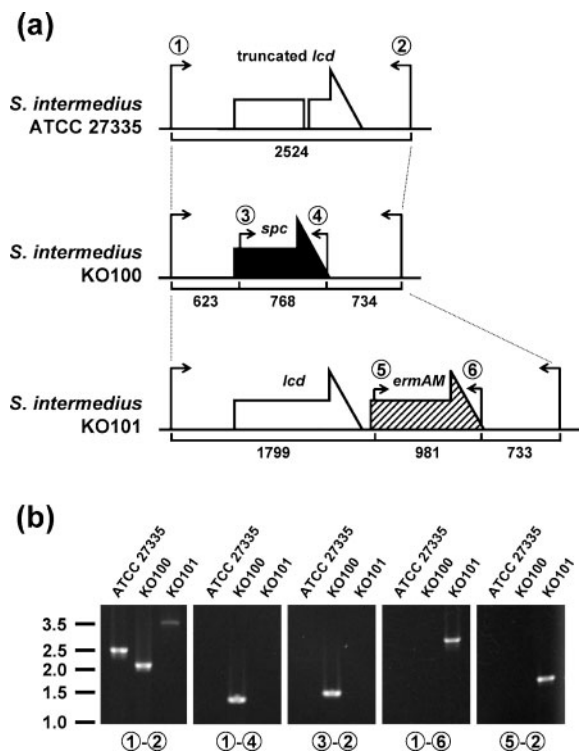 (a)
① ②
truncated lcd
S. intermedius
ATCC 27335
2524
③ spc ④
S. intermedius
KO100
623 768 734
⑤ ermAM ⑥
lcd
S. intermedius
KO101
1799 981 733
(b)
ATCC 27335 KO100 KO101 ATCC 27335 KO100 KO101 ATCC 27335 KO100 KO101 ATCC 27335 KO100 KO101 ATCC 27335 KO100 KO101
3.5
2.5
2.0
1.5
1.0
①-② ①-④ ③-② ①-⑥ ⑤-②